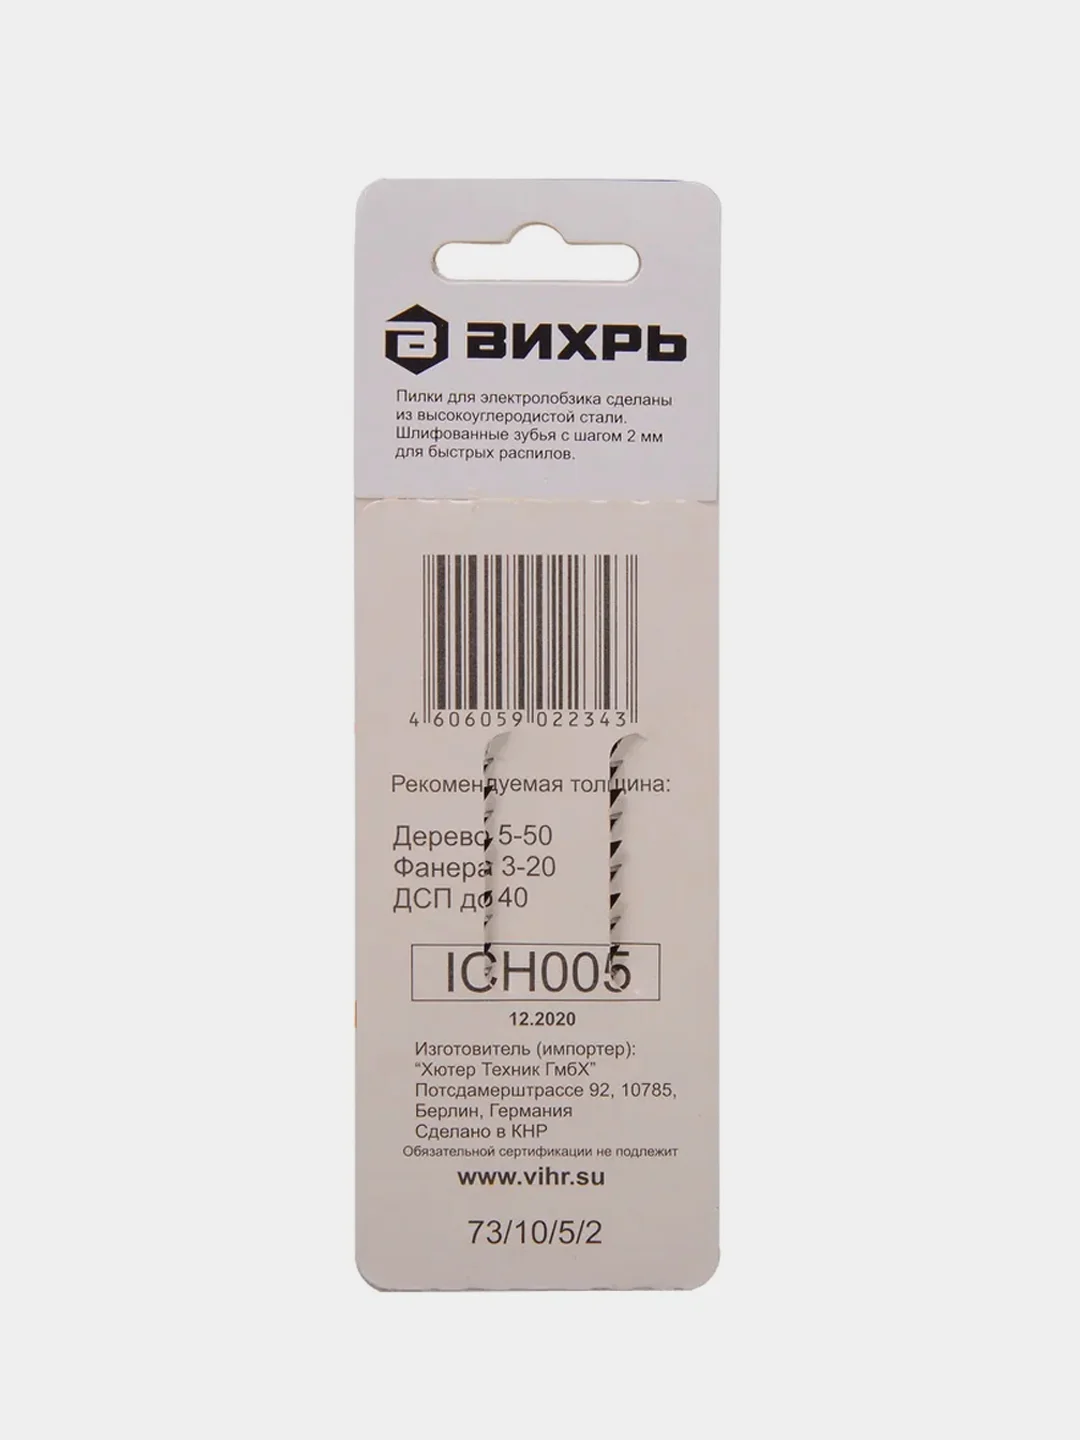 В ВИХРЬ
Пилки для электролобзика сделаны
из высокоуглеродистой стали.
Шлифованные зубья с шагом 2 мм
для быстрых распилов.
4 606059 022343
Рекомендуемая толщина:
Дерево 5-50
Фанера 3-20
ДСП до 40
ICH005
12.2020
Изготовитель (импортер):
“Хютер Техник ГмбХ”
Потсдамерштрассе 92, 10785,
Берлин, Германия
Сделано в КНР
Обязательной сертификации не подлежит
www.vihr.su
73/10/5/2